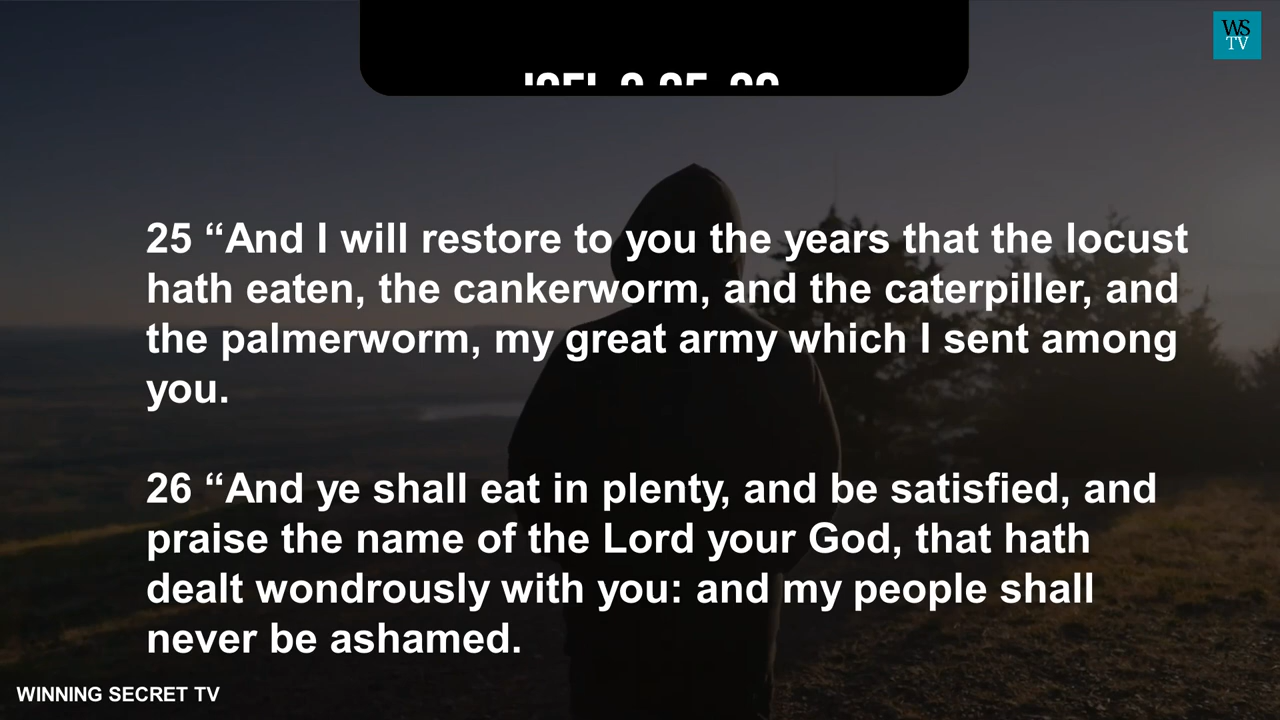 WS
TV
25 “And I will restore to you the years that the locust
hath eaten, the cankerworm, and the caterpiller, and
the palmerworm, my great army which I sent among
you.
26 “And ye shall eat in plenty, and be satisfied, and
praise the name of the Lord your God, that hath
dealt wondrously with you: and my people shall
never be ashamed.
WINNING SECRET TV